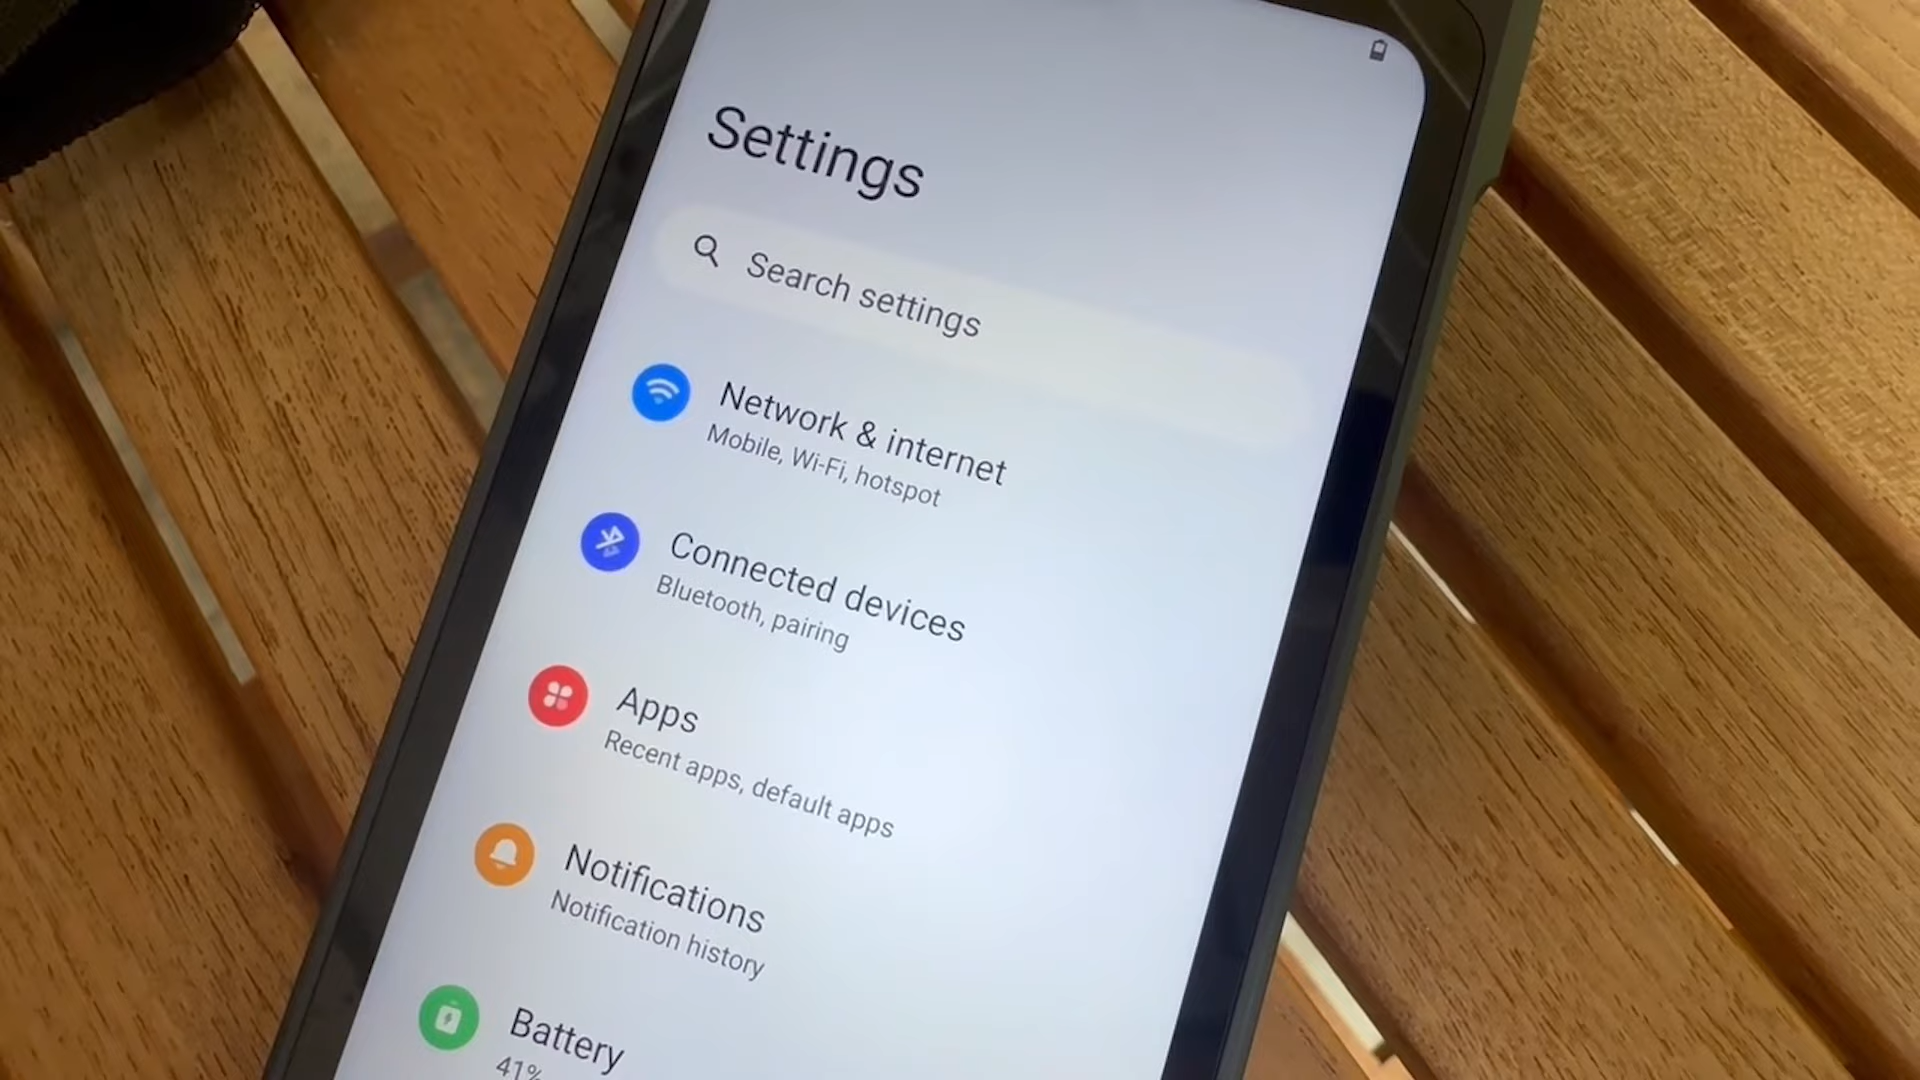 Settings
Search settings
Network & internet
Mobile, Wi-Fi, hotspot
Connected devices
Bluetooth, pairing
Apps
Recent apps, default apps
Notifications
Notification history
Battery
41%